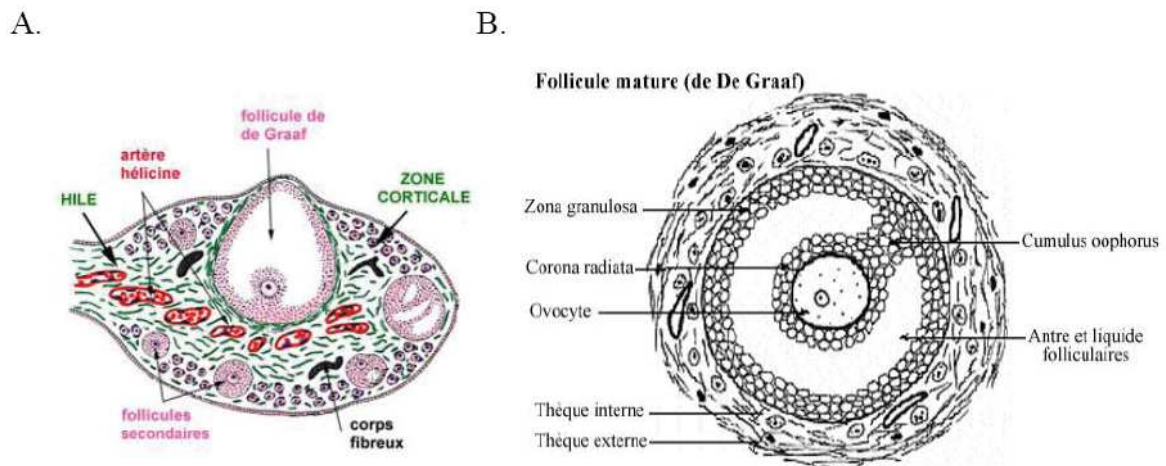 A.
B.
follicule de
de Graaf
artère
hélicine
HILE
ZONE
CORTICALE
follicules
secondaires
corps
fibreux
Follicule mature (de De Graaf)
Zona granulosa
Corona radiata
Ovocyte
Thèque interne
Thèque externe
Cumulus oophorus
Antre et liquide
folliculaires